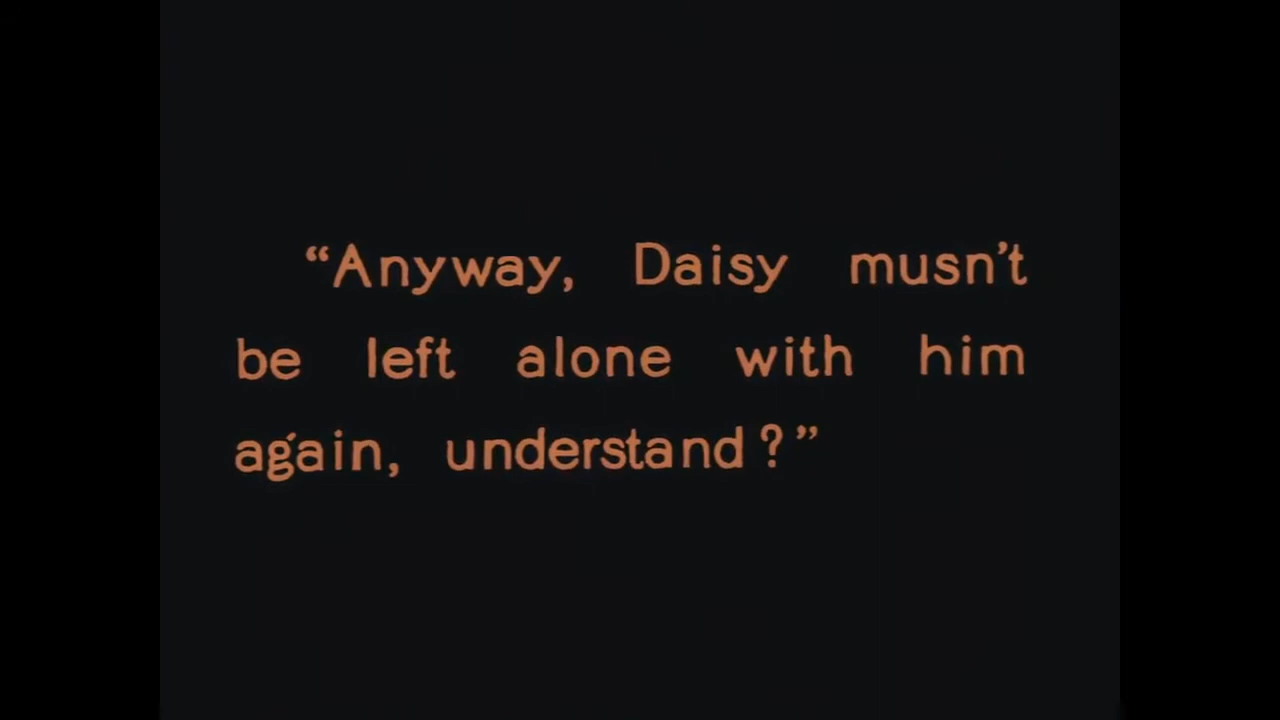 “Anyway, Daisy musn’t
be left alone with him
again, understand?”